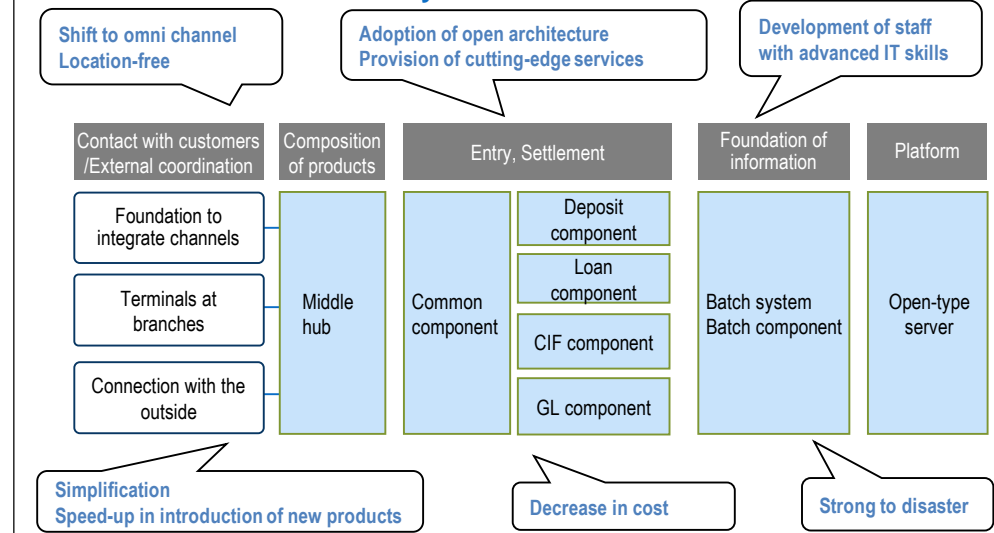 Shift to omni channel
Location-free
Adoption of open architecture
Provision of cutting-edge services
Development of staff
with advanced IT skills
Contact with customers
/External coordination
Composition
of products
Entry, Settlement
Foundation of
information
Platform
Foundation to
integrate channels
Terminals at
branches
Connection with the
outside
Middle
hub
Common
component
Deposit
component
Loan
component
CIF component
GL component
Batch system
Batch component
Open-type
server
Simplification
Speed-up in introduction of new products
Decrease in cost
Strong to disaster